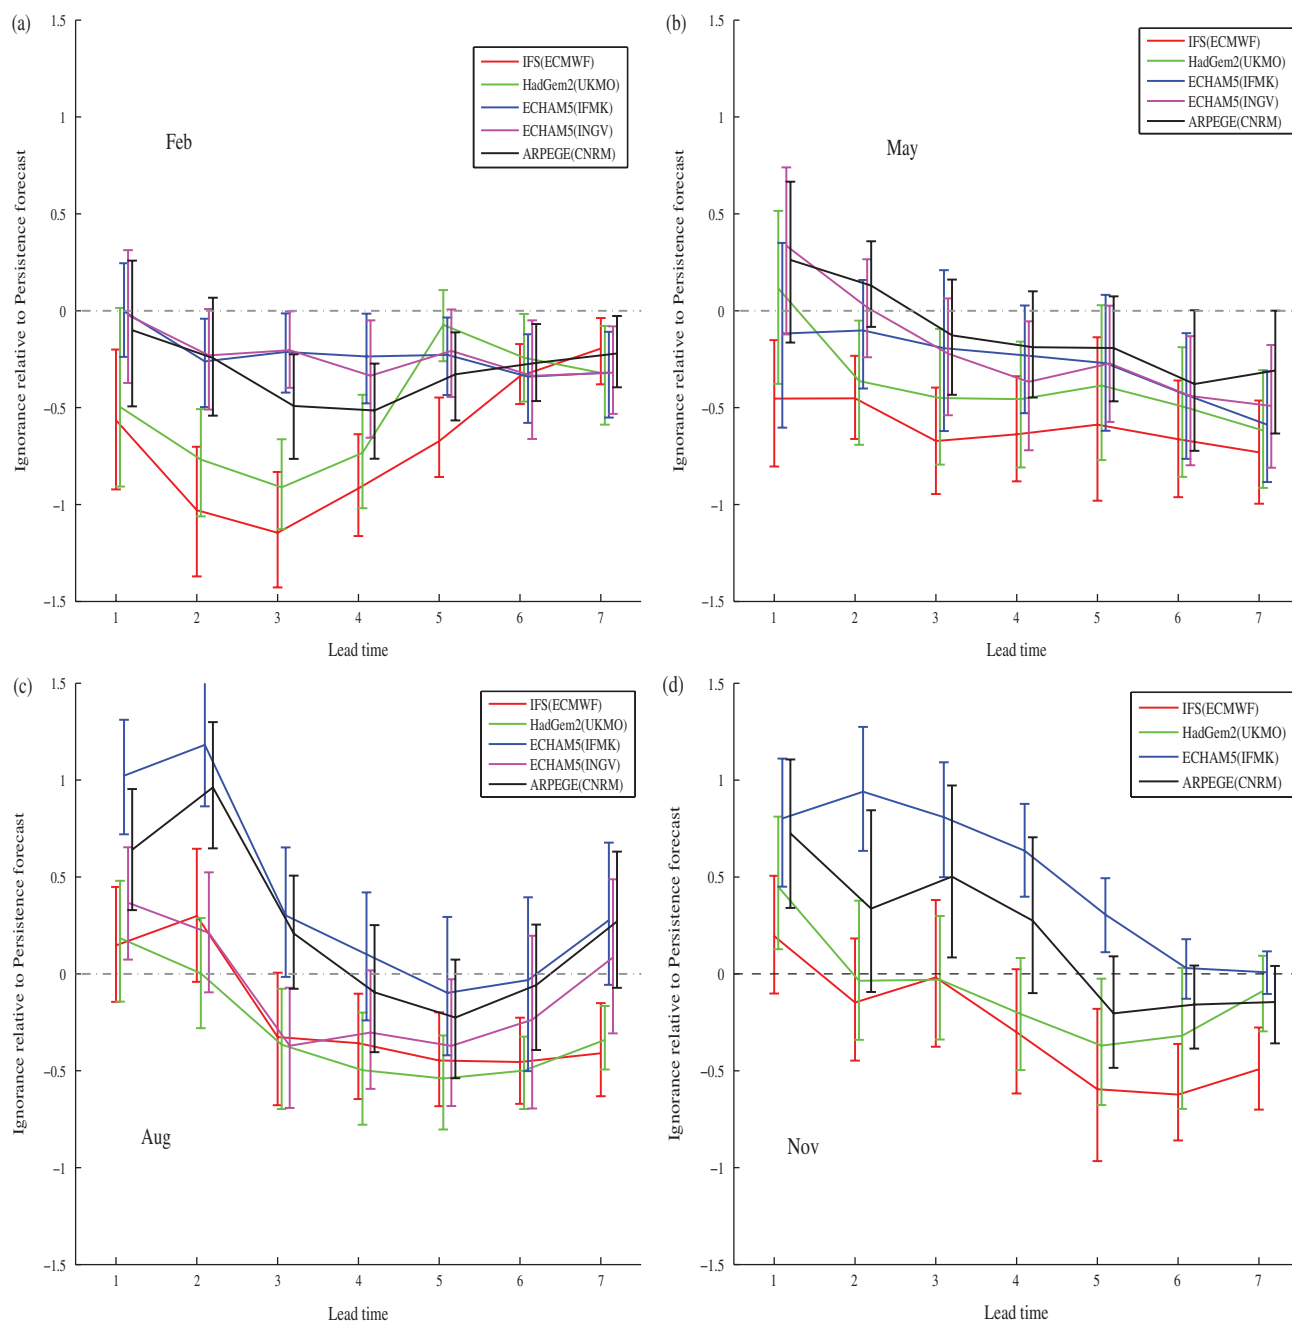 (a)
1.5
1
0.5
0
−0.5
−1
−1.5
Ignorance relative to Persistence forecast
Feb
IFS(ECMWF)
HadGem2(UKMO)
ECHAM5(IFMK)
ECHAM5(INGV)
ARPEGE(CNRM)
1 2 3 4 5 6 7
Lead time
(b)
1.5
1
0.5
0
−0.5
−1
−1.5
Ignorance relative to Persistence forecast
May
IFS(ECMWF)
HadGem2(UKMO)
ECHAM5(IFMK)
ECHAM5(INGV)
ARPEGE(CNRM)
1 2 3 4 5 6 7
Lead time
(c)
1.5
1
0.5
0
−0.5
−1
−1.5
Ignorance relative to Persistence forecast
Aug
IFS(ECMWF)
HadGem2(UKMO)
ECHAM5(IFMK)
ECHAM5(INGV)
ARPEGE(CNRM)
1 2 3 4 5 6 7
Lead time
(d)
1.5
1
0.5
0
−0.5
−1
−1.5
Ignorance relative to Persistence forecast
Nov
IFS(ECMWF)
HadGem2(UKMO)
ECHAM5(IFMK)
ARPEGE(CNRM)
1 2 3 4 5 6 7
Lead time